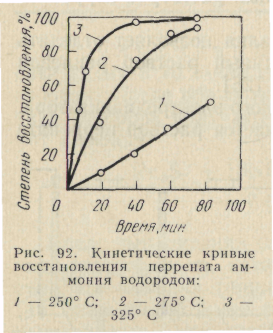 Степень восстановления, %
100
80
60
40
20
3
2
1
0 20 40 60 80 100
Время, мин
Рис. 92. Кинетические кривые
восстановления перрената ам-
мония водородом:
1 — 250° С; 2 — 275° С; 3 —
325° С